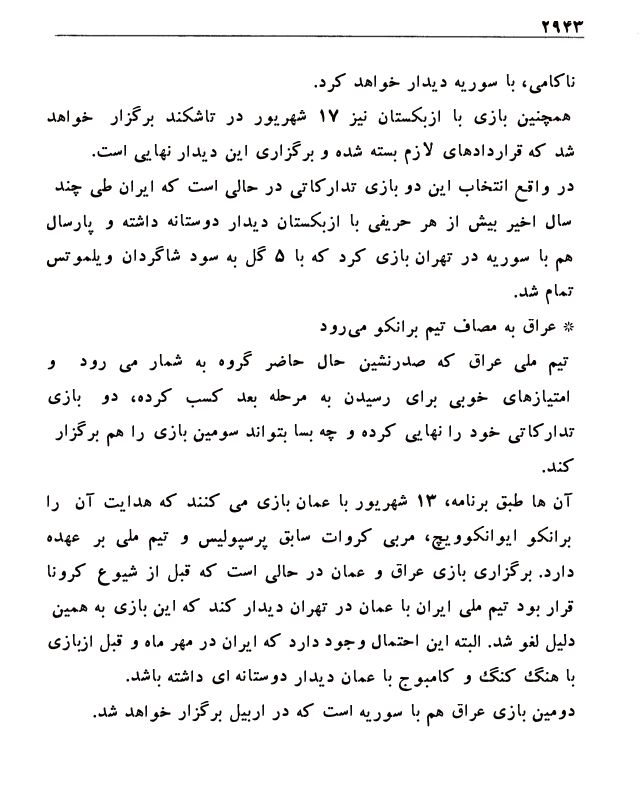 ۲۹۴۳
ناکامی، با سوریه دیدار خواهد کرد.
همچنین بازی با ازبکستان نیز ۱۷ شهریور در تاشکند برگزار خواهد
شد که قراردادهای لازم بسته شده و برگزاری این دیدار نهایی است.
در واقع انتخاب این دو بازی تدارکاتی در حالی است که ایران طی چند
سال اخیر بیش از هر حریفی با ازبکستان دیدار دوستانه داشته و پارسال
هم با سوریه در تهران بازی کرد که با ۵ گل به سود شاگردان ویلموتس
تمام شد.
* عراق به مصاف تیم برانکو می‌رود
تیم ملی عراق که صدرنشین حال حاضر گروه به شمار می رود و
امتیازهای خوبی برای رسیدن به مرحله بعد کسب کرده، دو بازی
تدارکاتی خود را نهایی کرده و چه بسا بتواند سومین بازی را هم برگزار
کند.
آن ها طبق برنامه، ۱۳ شهریور با عمان بازی می کنند که هدایت آن را
برانکو ایوانکوویچ، مربی کروات سابق پرسپولیس و تیم ملی بر عهده
دارد. برگزاری بازی عراق و عمان در حالی است که قبل از شیوع کرونا
قرار بود تیم ملی ایران با عمان در تهران دیدار کند که این بازی به همین
دلیل لغو شد. البته این احتمال وجود دارد که ایران در مهر ماه و قبل ازبازی
با هنگ کنگ و کامبوج با عمان دیدار دوستانه ای داشته باشد.
دومین بازی عراق هم با سوریه است که در اربیل برگزار خواهد شد.